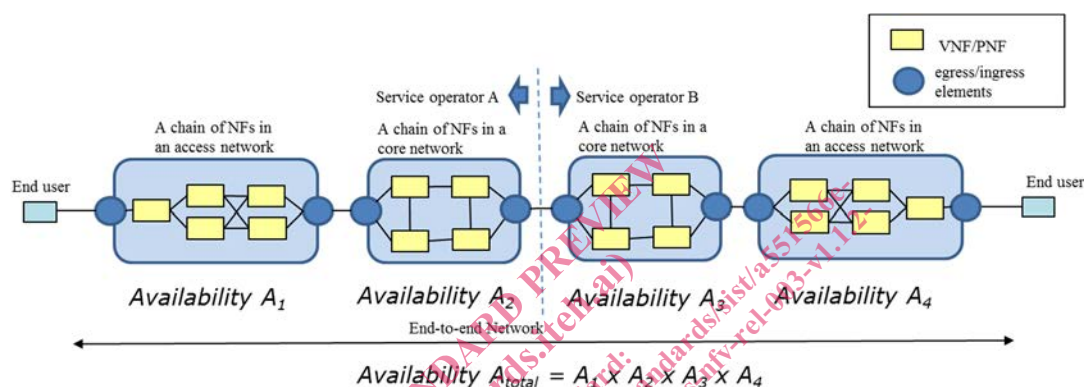 VNF/PNF
egress/ingress
elements
Service operator A
Service operator B
A chain of NFs in
an access network
A chain of NFs in a
core network
A chain of NFs in a
core network
A chain of NFs in
an access network
End user
End user
Availability A1
Availability A2
Availability A3
Availability A4
End-to-end Network
Availability Atotal = A1 x A2 x A3 x A4
STANDARD PREVIEW